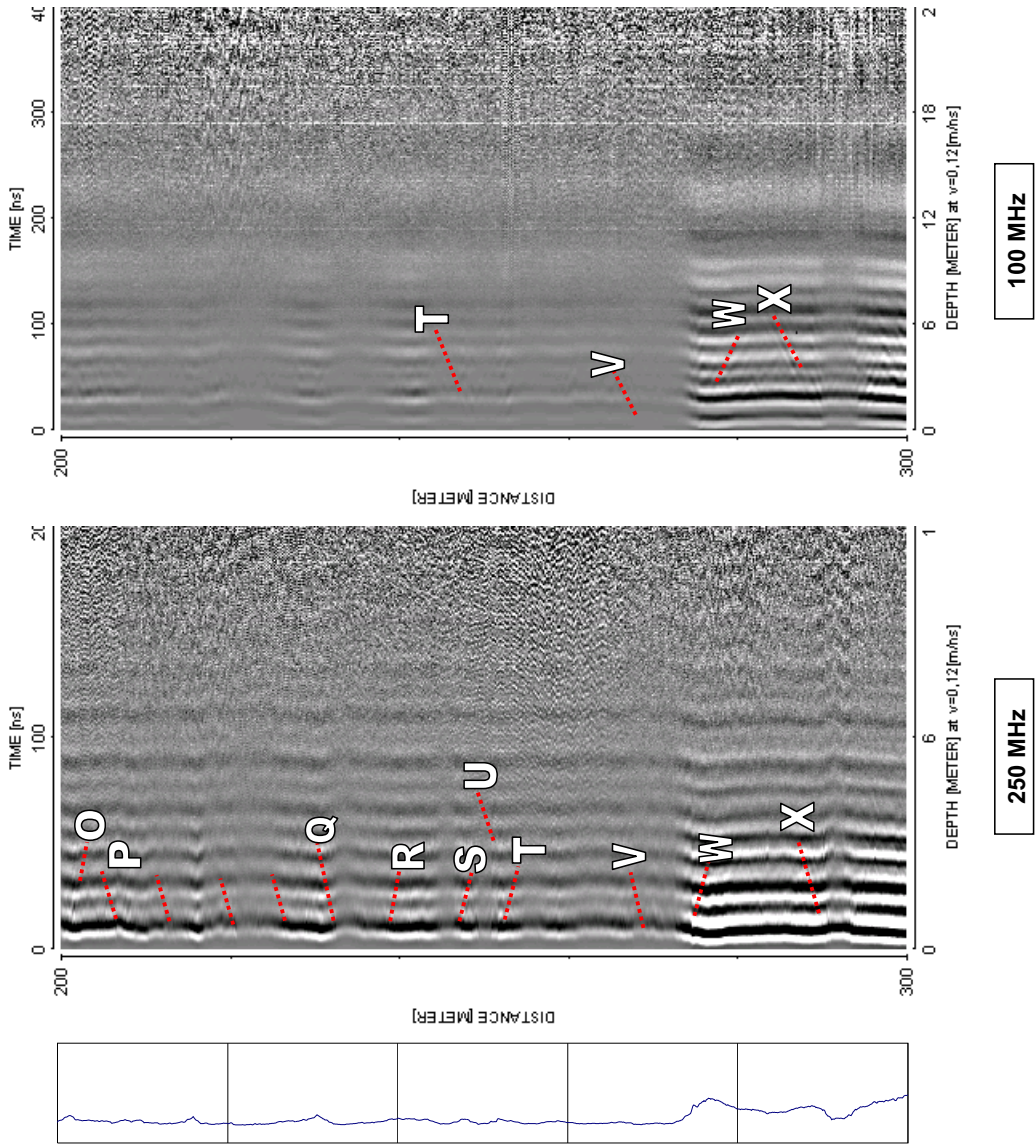 TIME [ns]
0
100
200
300
40
200
300
DISTANCE [METER]
T
V
W
X
0
6
12
18
2
DEPTH [METER] at v=0,12[m/ns]
100 MHz
TIME [ns]
0
100
20
200
300
DISTANCE [METER]
O
P
Q
R
S
T
U
V
W
X
0
6
1
DEPTH [METER] at v=0,12[m/ns]
250 MHz